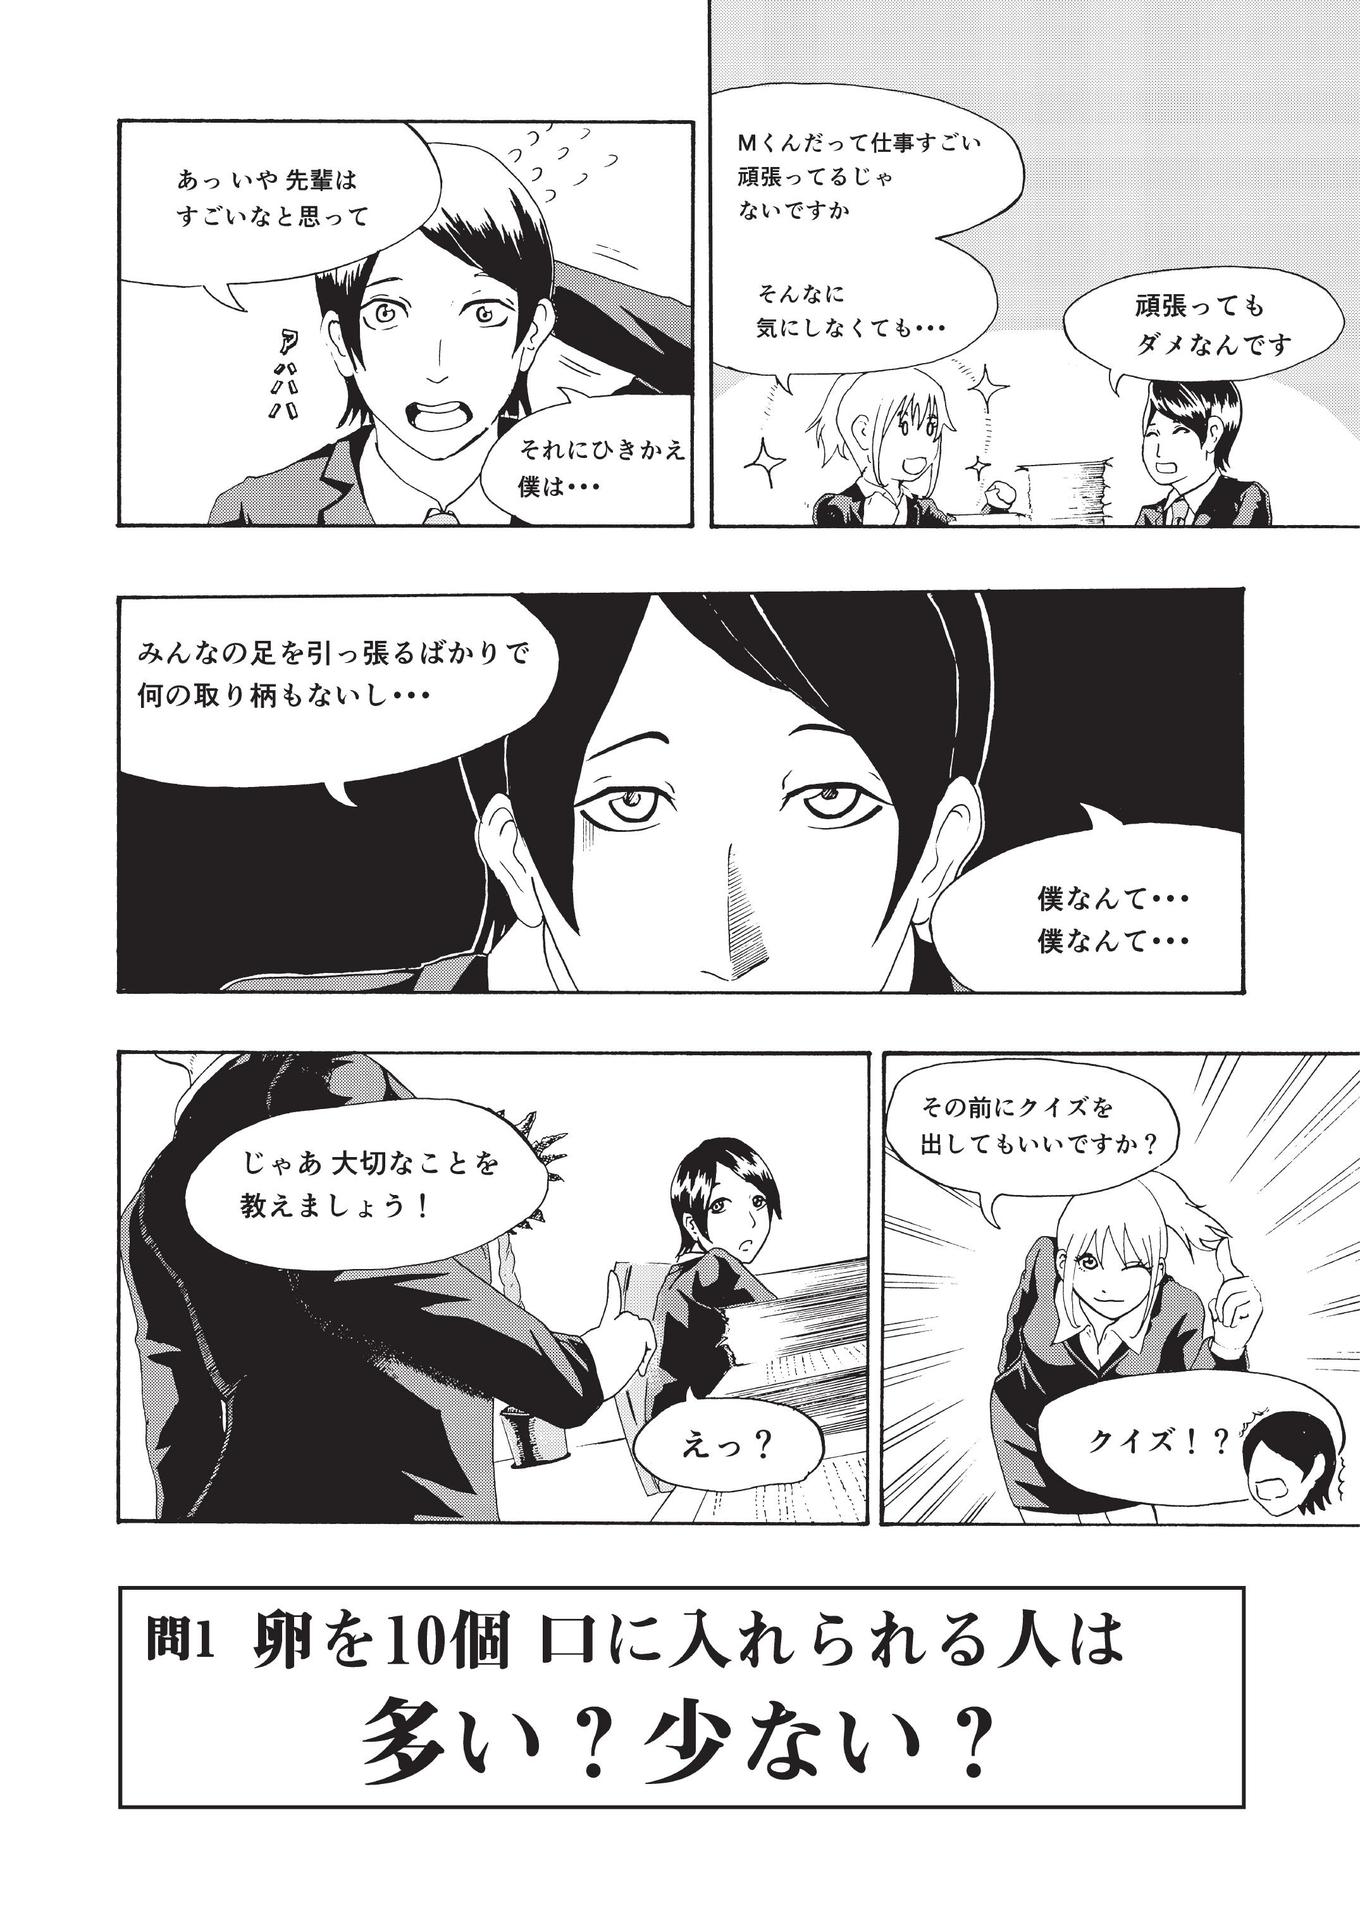 あっ いや 先輩は
すごいなと思って
アハハハ
それにひきかえ
僕は・・・
Mくんだって仕事すごい
頑張ってるじゃ
ないですか
そんなに
気にしなくても・・・
頑張っても
ダメなんです
みんなの足を引っ張るばかりで
何の取り柄もないし・・・
僕なんて・・・
僕なんて・・・
じゃあ 大切なことを
教えましょう！
えっ？
その前にクイズを
出してもいいですか？
クイズ！？
問1 卵を10個 口に入れられる人は
多い？少ない？